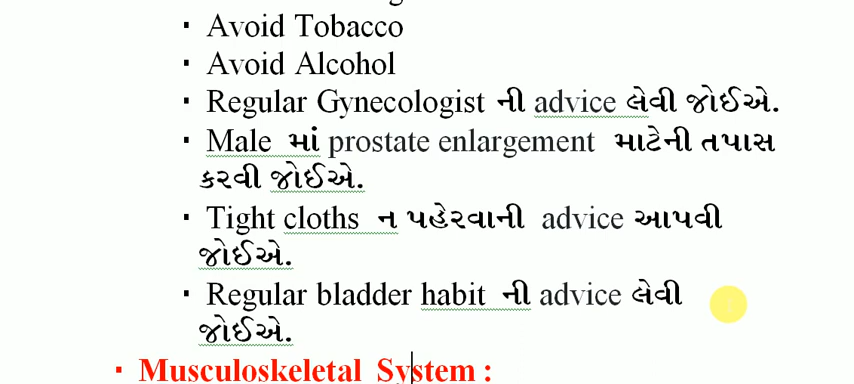 ▪ Avoid Tobacco
▪ Avoid Alcohol
▪ Regular Gynecologist ની advice લેવી જોઈએ.
▪ Male માં prostate enlargement માટેની તપાસ
કરવી જોઈએ.
▪ Tight cloths ન પહેરવાની advice આપવી
જોઈએ.
▪ Regular bladder habit ની advice લેવી
જોઈએ.
▪ Musculoskeletal System :